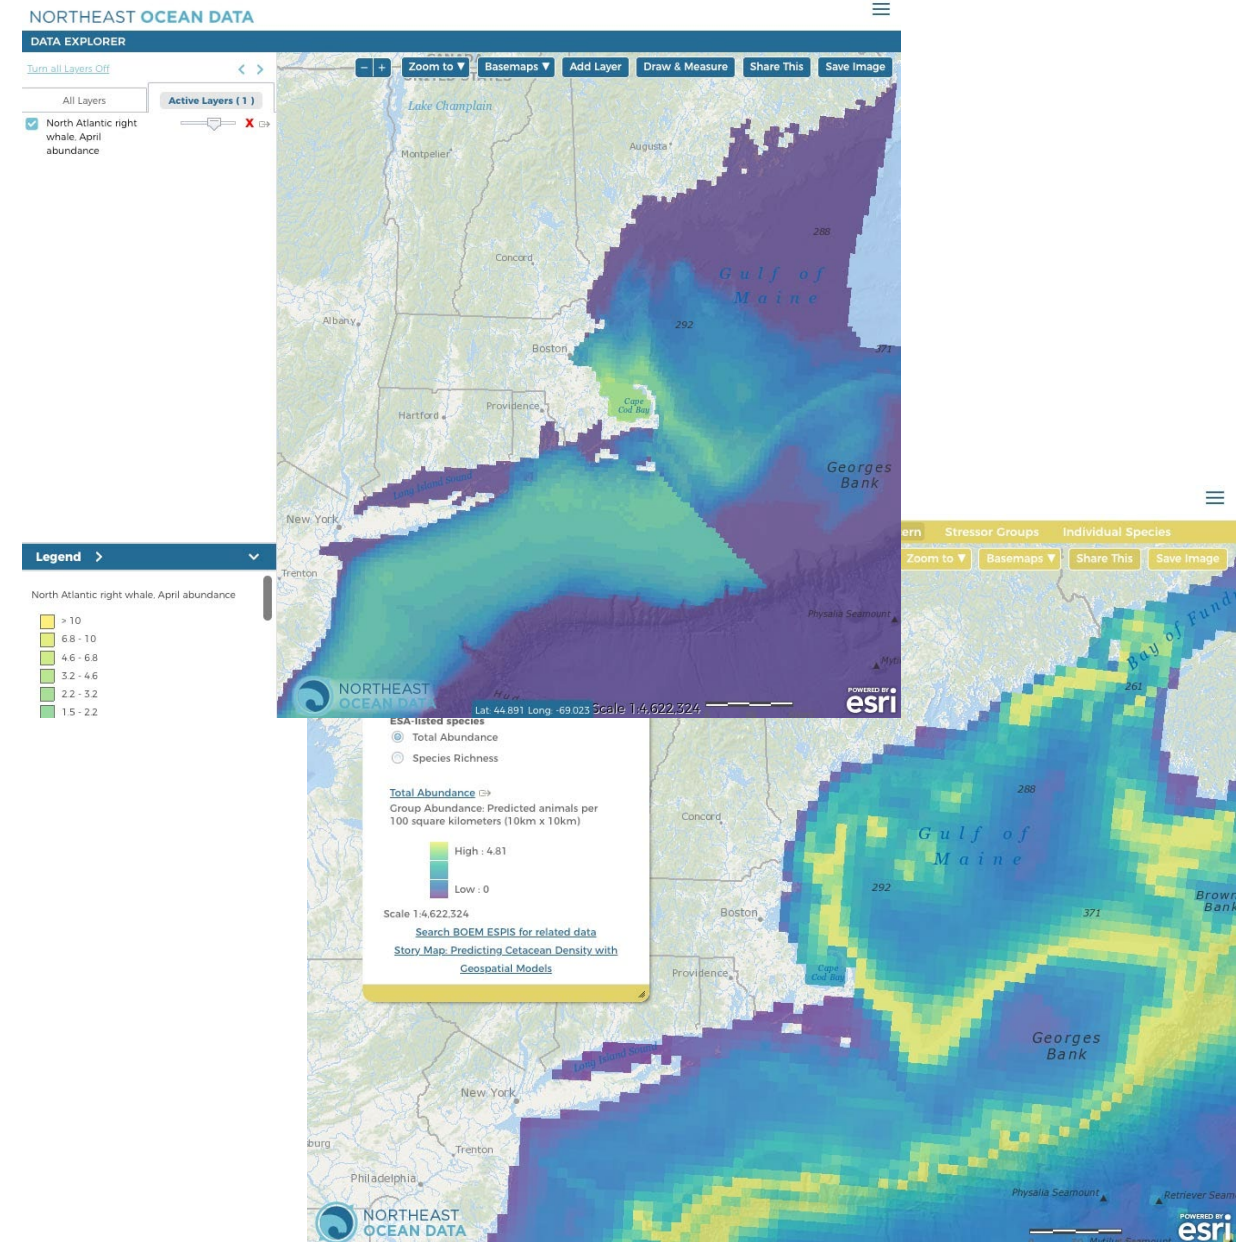 NORTHEAST OCEAN DATA
DATA EXPLORER
Turn all Layers Off
All Layers
Active Layers ( 1 )
North Atlantic right
whale, April
abundance
Legend
North Atlantic right whale, April abundance
> 10
6.8 - 10
4.6 - 6.8
3.2 - 4.6
2.2 - 3.2
1.5 - 2.2
− +
Zoom to ▼
Basemaps ▼
Add Layer
Draw & Measure
Share This
Save Image
UNITED STATES
Lake Champlain
Montpelier
Augusta
288
Concord
Gulf of
Maine
292
Albany
Boston
371
Cape
Cod Bay
Providence
Hartford
Georges
Bank
Long Island Sound
New York
Trenton
Physalia Seamount
NORTHEAST
OCEAN DATA
Lat: 44.891 Long: -69.023
Scale 1:4,622,324
POWERED BY
esri
ern
Stressor Groups
Individual Species
Zoom to ▼
Basemaps ▼
Share This
Save Image
Bay of Fund
261
ESA-listed species
Total Abundance
Species Richness
Total Abundance
Group Abundance: Predicted animals per
100 square kilometers (10km x 10km)
High : 4.81
Low : 0
Scale 1:4,622,324
Search BOEM ESPIS for related data
Story Map: Predicting Cetacean Density with
Geospatial Models
288
Concord
Gulf of
Maine
292
Brown
Bank
371
Boston
Cape
Cod Bay
Providence
Georges
Bank
Long Island Sound
New York
burg
Trenton
Philadelphia
Physalia Seamount
Retriever Seam
NORTHEAST
OCEAN DATA
POWERED BY
esri